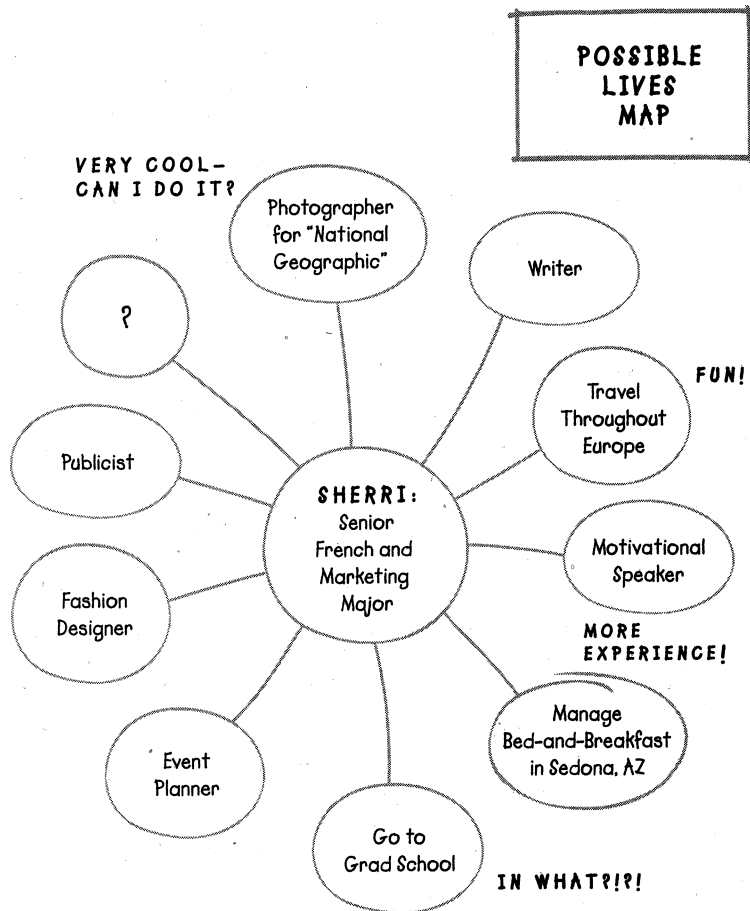 POSSIBLE
LIVES
MAP
VERY COOL–
CAN I DO IT?
Photographer
for "National
Geographic"
Writer
?
Travel
Throughout
Europe
FUN!
Publicist
SHERRI:
Senior
French and
Marketing
Major
Motivational
Speaker
MORE
EXPERIENCE!
Fashion
Designer
Manage
Bed-and-Breakfast
in Sedona, AZ
Event
Planner
Go to
Grad School
IN WHAT?!?!